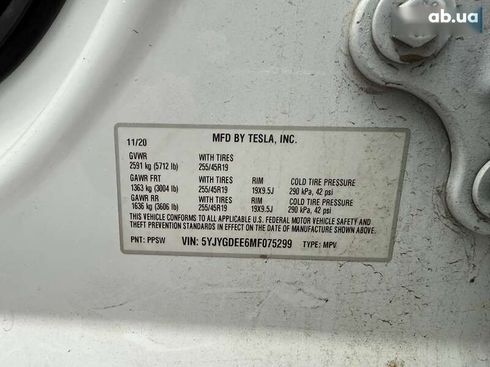 ab.ua
11/20 MFD BY TESLA, INC.
GVWR WITH TIRES
2591 kg (5712 lb) 255/45R19
GAWR FRT WITH TIRES RIM COLD TIRE PRESSURE
1363 kg (3004 lb) 255/45R19 19X9.5J 290 kPa, 42 psi
GAWR RR WITH TIRES RIM COLD TIRE PRESSURE
1636 kg (3606 lb) 255/45R19 19X9.5J 290 kPa, 42 psi
THIS VEHICLE CONFORMS TO ALL APPLICABLE U.S. FEDERAL MOTOR VEHICLE SAFETY
AND THEFT PREVENTION STANDARDS IN EFFECT ON THE DATE OF MANUFACTURE SHOWN ABOVE.
PNT: PPSW VIN: 5YJYGDEE6MF075299 TYPE: MPV